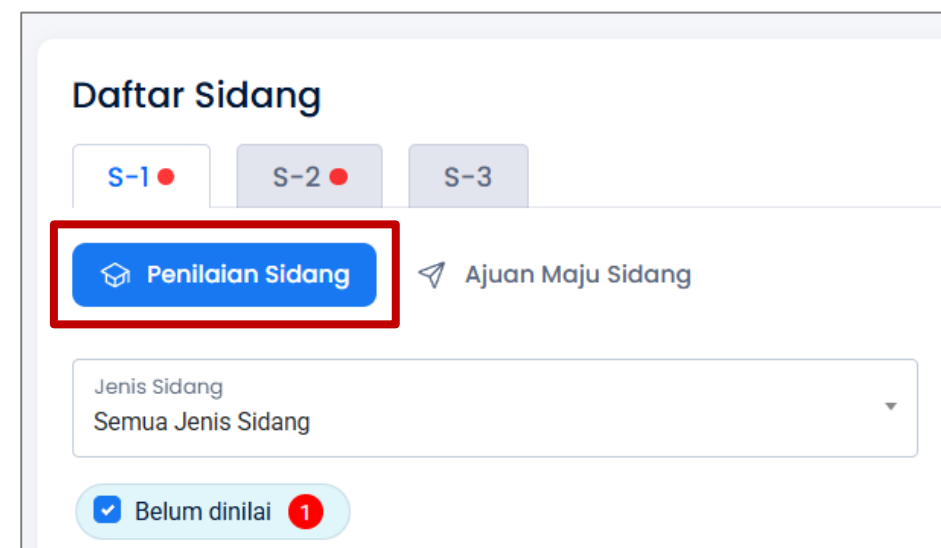 Daftar Sidang
S-1 S-2 S-3
Penilaian Sidang Ajuan Maju Sidang
Jenis Sidang
Semua Jenis Sidang
Belum dinilai 1